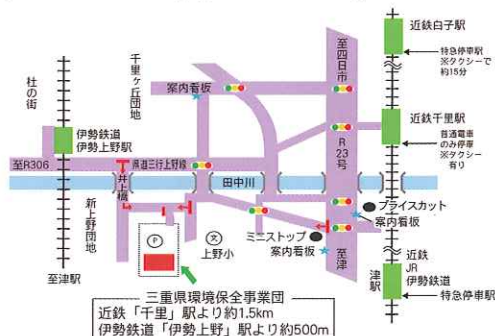 近鉄白子駅
特急停車駅
※タクシーで
約15分
至四日市
千里ヶ丘団地
案内看板
杜の街
伊勢鉄道
伊勢上野駅
近鉄千里駅
普通電車
のみ停車
※タクシー
有り
R23号
至R306
県道三行上野線
井上橋
田中川
新上野団地
P
文
上野小
ミニストップ
案内看板
プライスカット
案内看板
至津
至津駅
近鉄
JR
伊勢鉄道
津駅
特急停車駅
三重県環境保全事業団
近鉄「千里」駅より約1.5km
伊勢鉄道「伊勢上野」駅より約500m